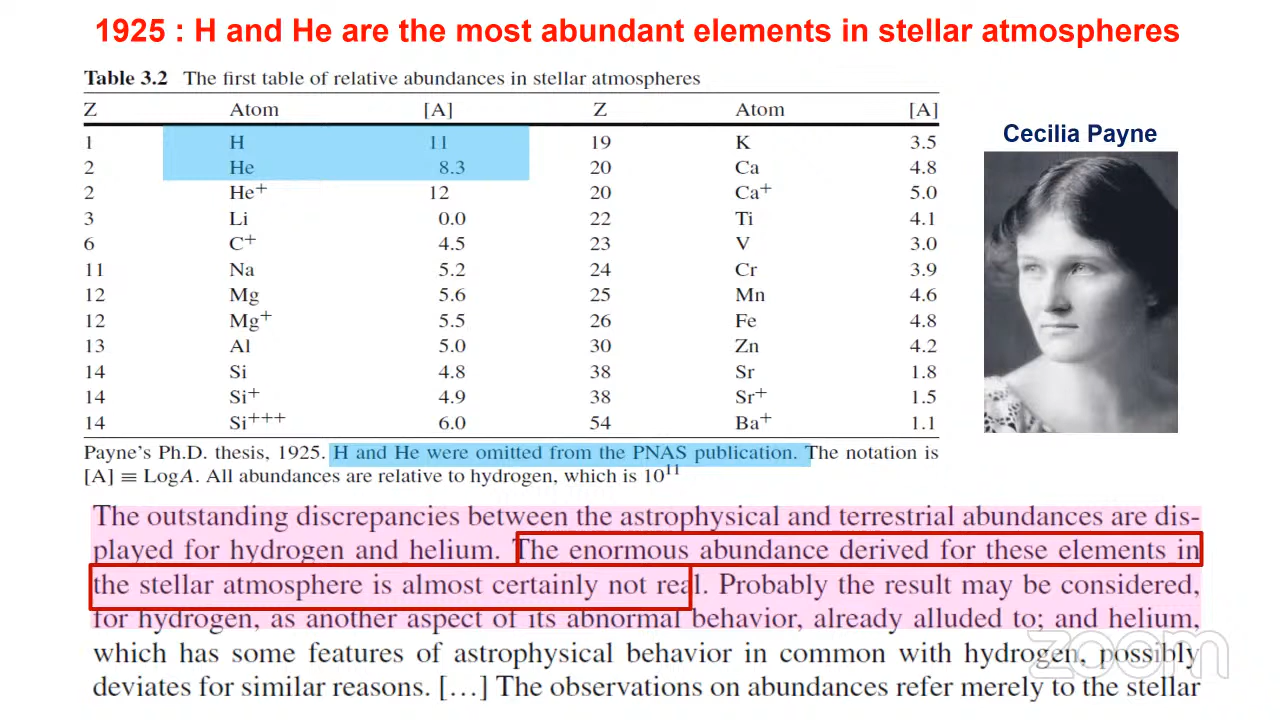 1925 : H and He are the most abundant elements in stellar atmospheres
Table 3.2 The first table of relative abundances in stellar atmospheres
Z Atom [A] Z Atom [A]
1 H 11 19 K 3.5
2 He 8.3 20 Ca 4.8
2 He⁺ 12 20 Ca⁺ 5.0
3 Li 0.0 22 Ti 4.1
6 C⁺ 4.5 23 V 3.0
11 Na 5.2 24 Cr 3.9
12 Mg 5.6 25 Mn 4.6
12 Mg⁺ 5.5 26 Fe 4.8
13 Al 5.0 30 Zn 4.2
14 Si 4.8 38 Sr 1.8
14 Si⁺ 4.9 38 Sr⁺ 1.5
14 Si⁺⁺⁺ 6.0 54 Ba⁺ 1.1
Payne's Ph.D. thesis, 1925. H and He were omitted from the PNAS publication. The notation is
[A] ≡ Log A. All abundances are relative to hydrogen, which is 10¹¹
Cecilia Payne
The outstanding discrepancies between the astrophysical and terrestrial abundances are dis-
played for hydrogen and helium. The enormous abundance derived for these elements in
the stellar atmosphere is almost certainly not real. Probably the result may be considered,
for hydrogen, as another aspect of its abnormal behavior, already alluded to; and helium,
which has some features of astrophysical behavior in common with hydrogen, possibly
deviates for similar reasons. […] The observations on abundances refer merely to the stellar
zoom